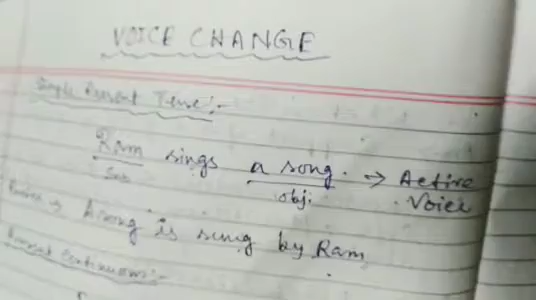 VOICE CHANGE
Simple Present Tense:-
Ram sings a song. → Active
Sub obj. Voice
Passive → A song is sung by Ram
Present Continuous:-